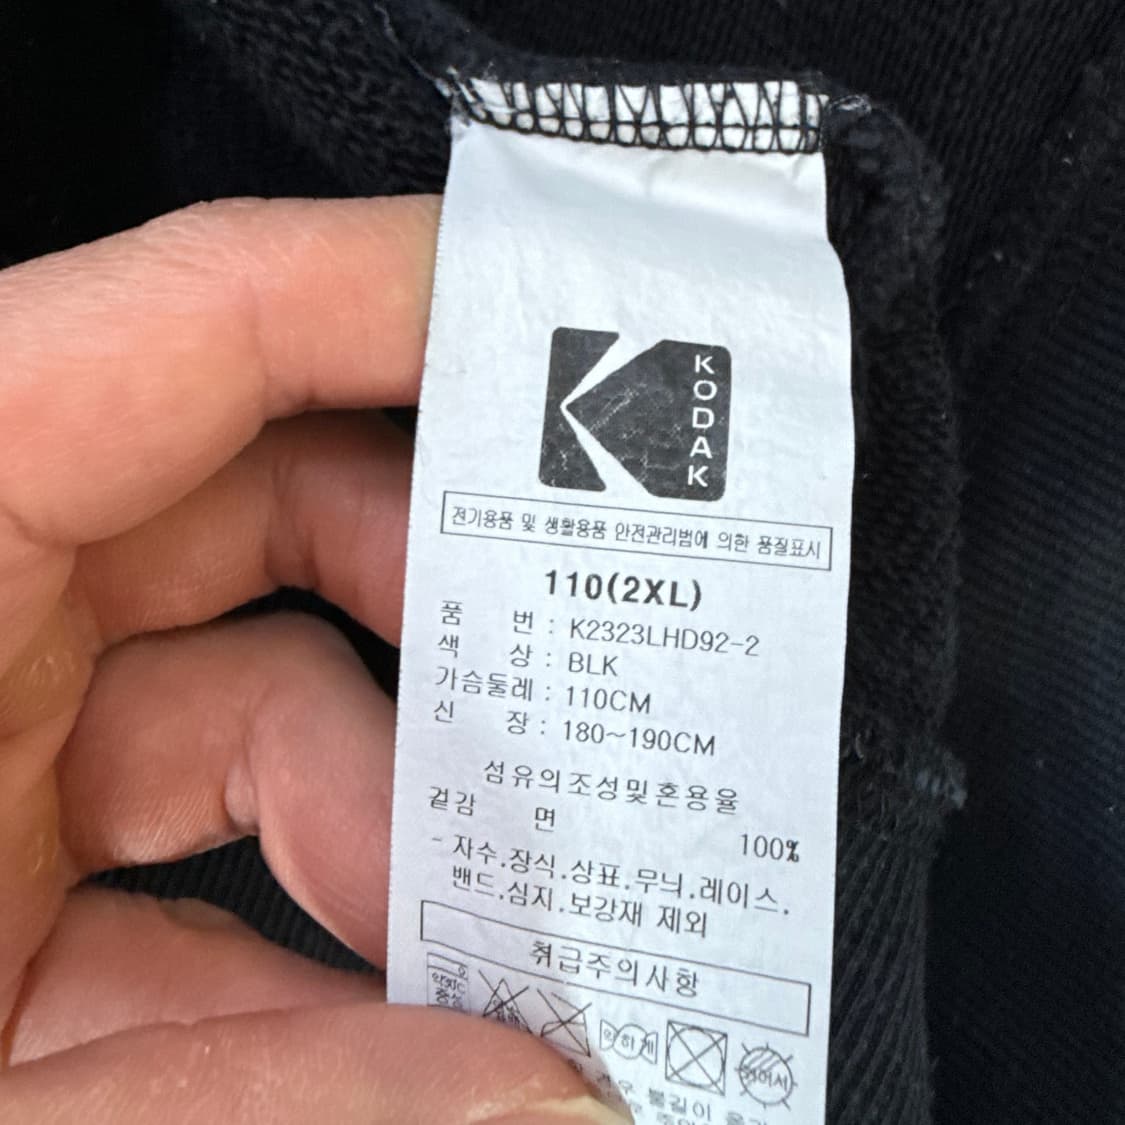 KODAK
전기용품 및 생활용품 안전관리법에 의한 품질표시
110(2XL)
품 번 : K2323LHD92-2
색 상 : BLK
가슴둘레 : 110CM
신 장 : 180~190CM
섬유의조성및혼용율
겉감 면 100%
- 자수.장식.상표.무늬.레이스.
밴드.심지.보강재 제외
취급주의사항
약하게